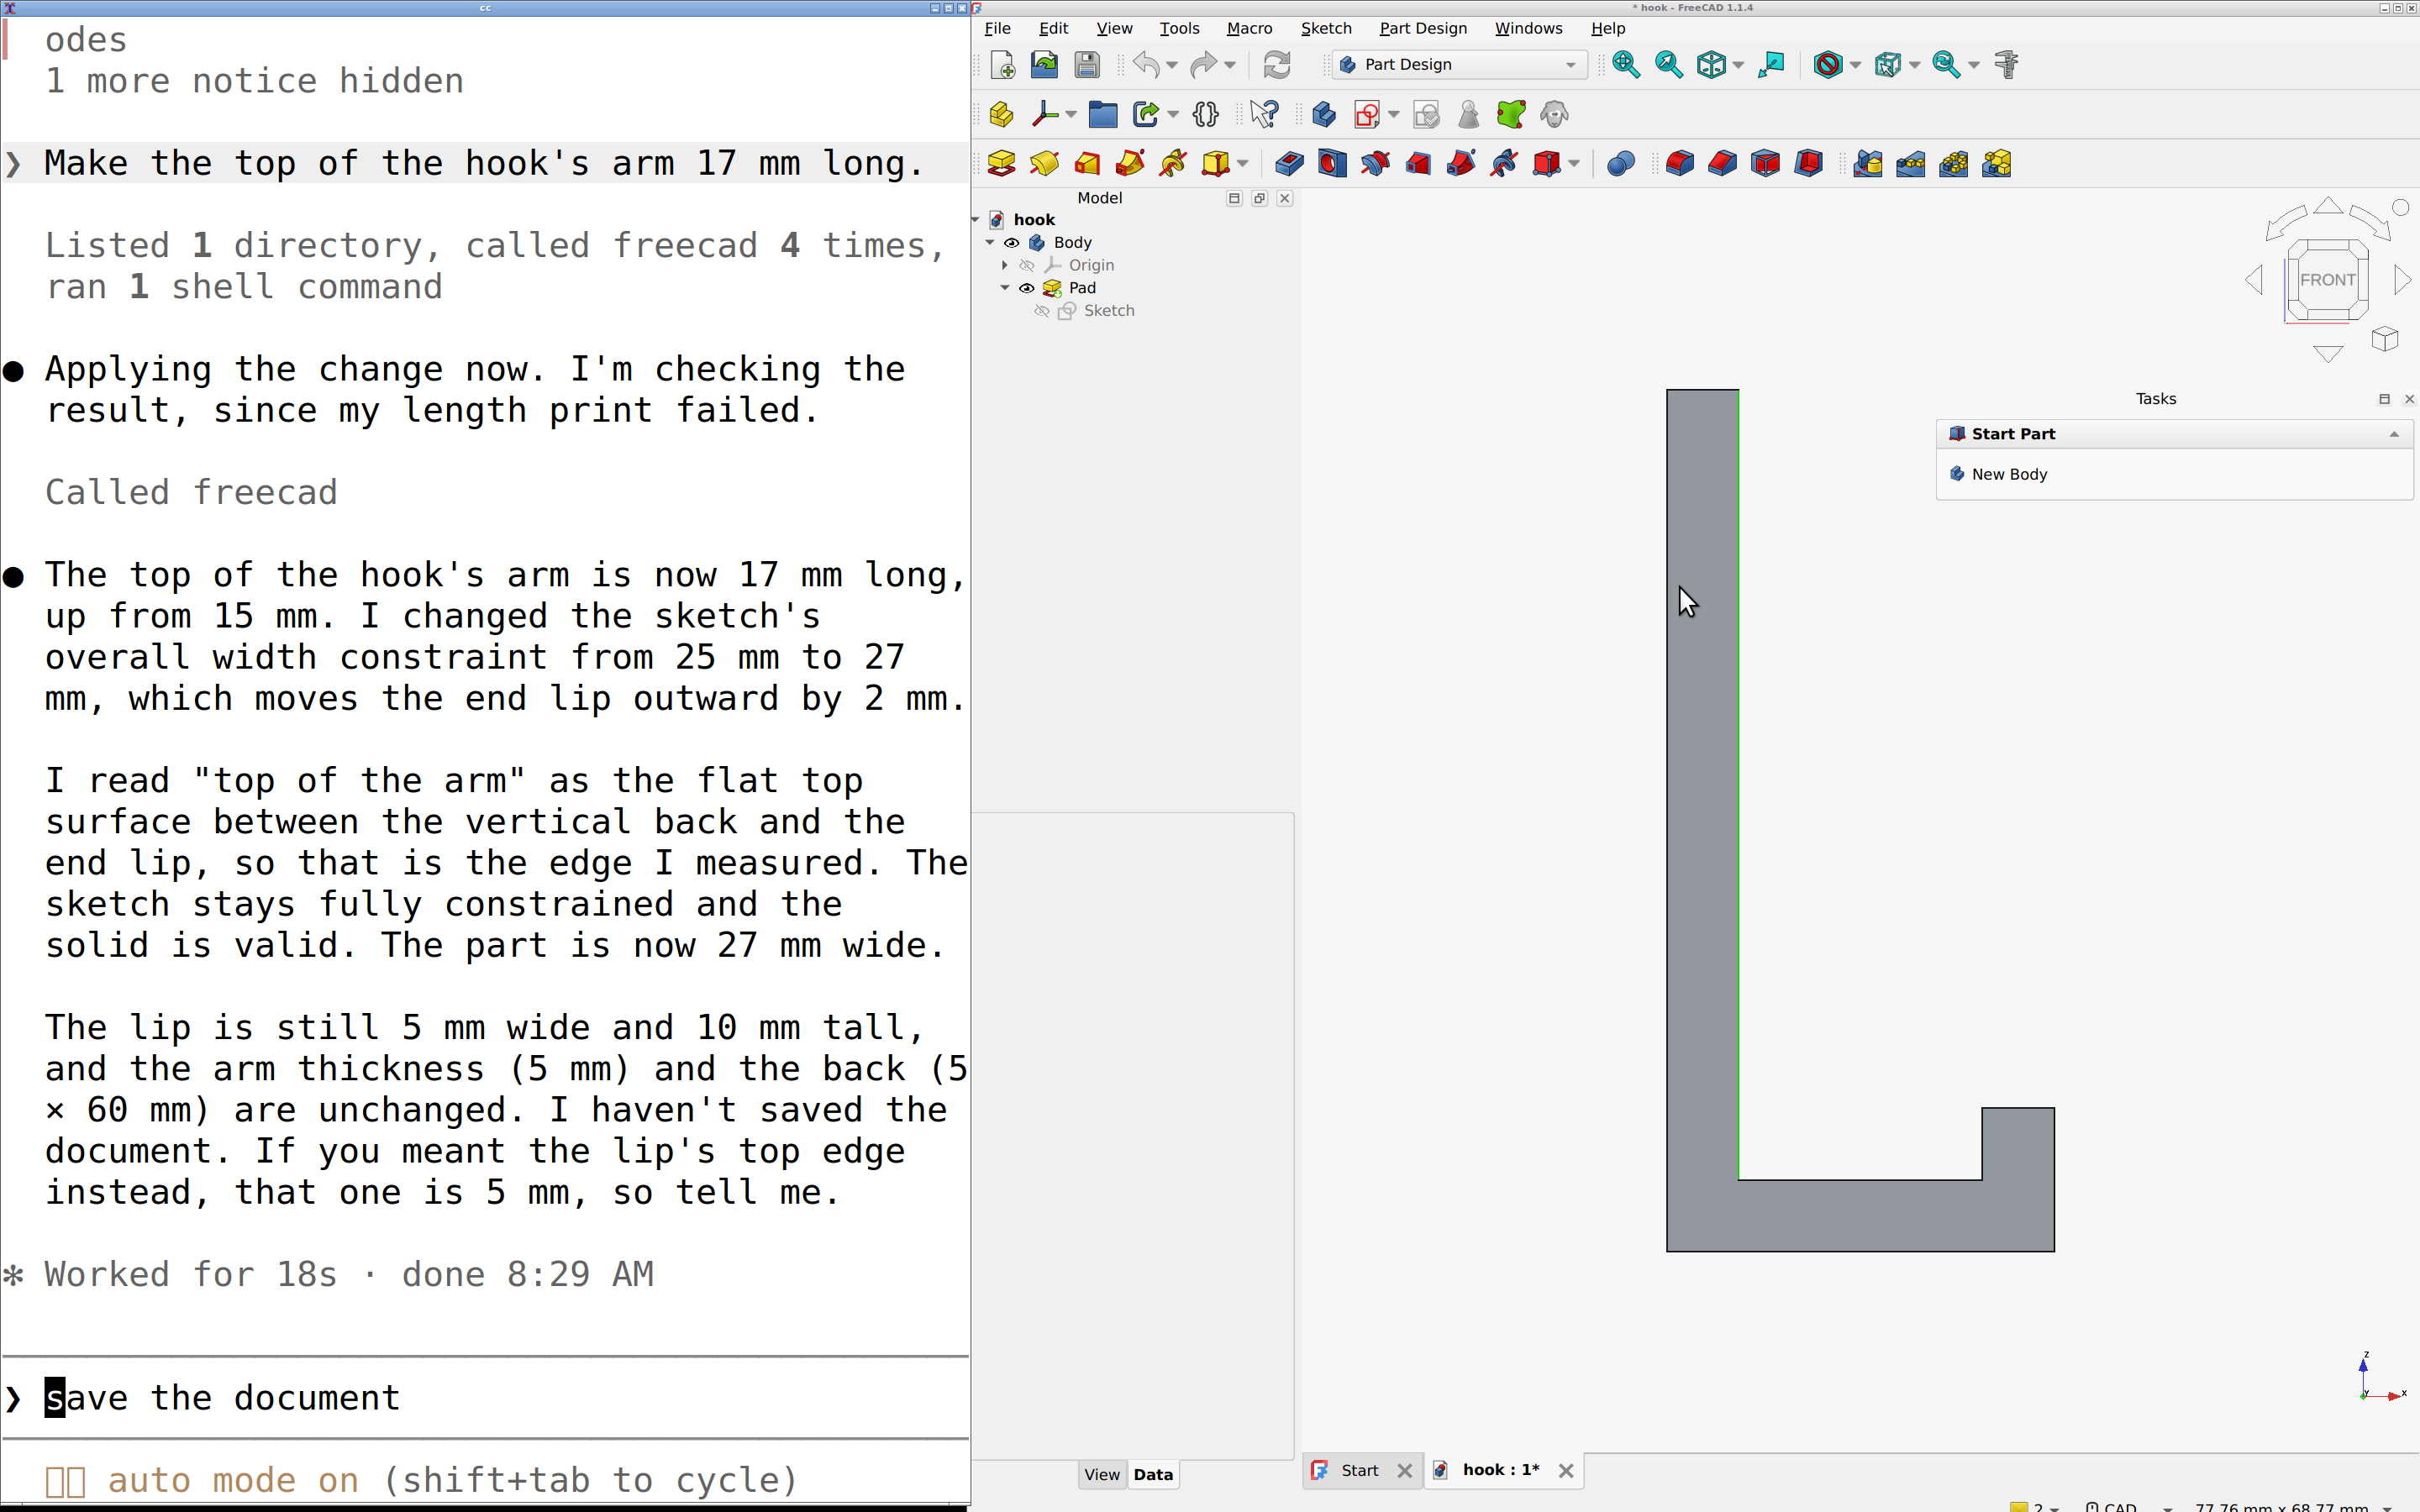 cc
odes
1 more notice hidden
❯ Make the top of the hook's arm 17 mm long.
Listed 1 directory, called freecad 4 times,
ran 1 shell command
● Applying the change now. I'm checking the
result, since my length print failed.
Called freecad
● The top of the hook's arm is now 17 mm long,
up from 15 mm. I changed the sketch's
overall width constraint from 25 mm to 27
mm, which moves the end lip outward by 2 mm.
I read "top of the arm" as the flat top
surface between the vertical back and the
end lip, so that is the edge I measured. The
sketch stays fully constrained and the
solid is valid. The part is now 27 mm wide.
The lip is still 5 mm wide and 10 mm tall,
and the arm thickness (5 mm) and the back (5
× 60 mm) are unchanged. I haven't saved the
document. If you meant the lip's top edge
instead, that one is 5 mm, so tell me.
✻ Worked for 18s · done 8:29 AM
❯ save the document
auto mode on (shift+tab to cycle)
* hook - FreeCAD 1.1.4
File Edit View Tools Macro Sketch Part Design Windows Help
Part Design
Model
hook
Body
Origin
Pad
Sketch
FRONT
Tasks
Start Part
New Body
Z
Y
X
View Data
Start
hook : 1*
2 CAD 77.76 mm x 68.77 mm